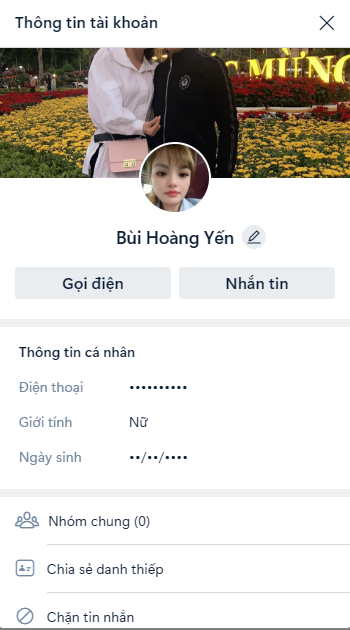 Thông tin tài khoản
MỪNG
Bùi Hoàng Yến
Gọi điện
Nhắn tin
Thông tin cá nhân
Điện thoại ••••••••••
Giới tính Nữ
Ngày sinh ••/••/••••
Nhóm chung (0)
Chia sẻ danh thiếp
Chặn tin nhắn